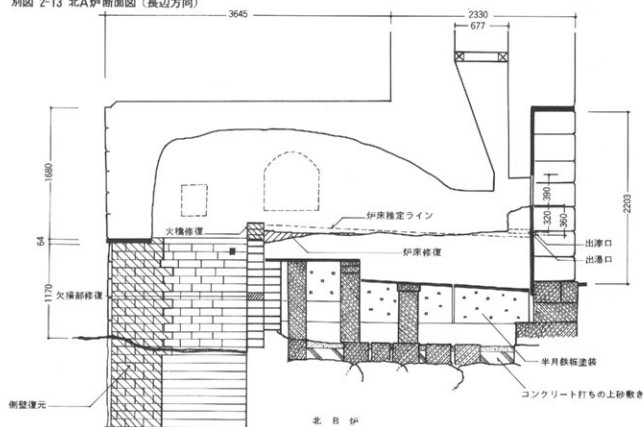 別図 2-13 北A炉断面図（長辺方向）
3645
2330
677
1680
64
1170
390
320
360
2203
炉床推定ライン
火橋修復
炉床修復
出滓口
出湯口
欠損部修復
半月鉄板塗装
コンクリート打ちの上砂敷き
側壁復元
北 B 炉